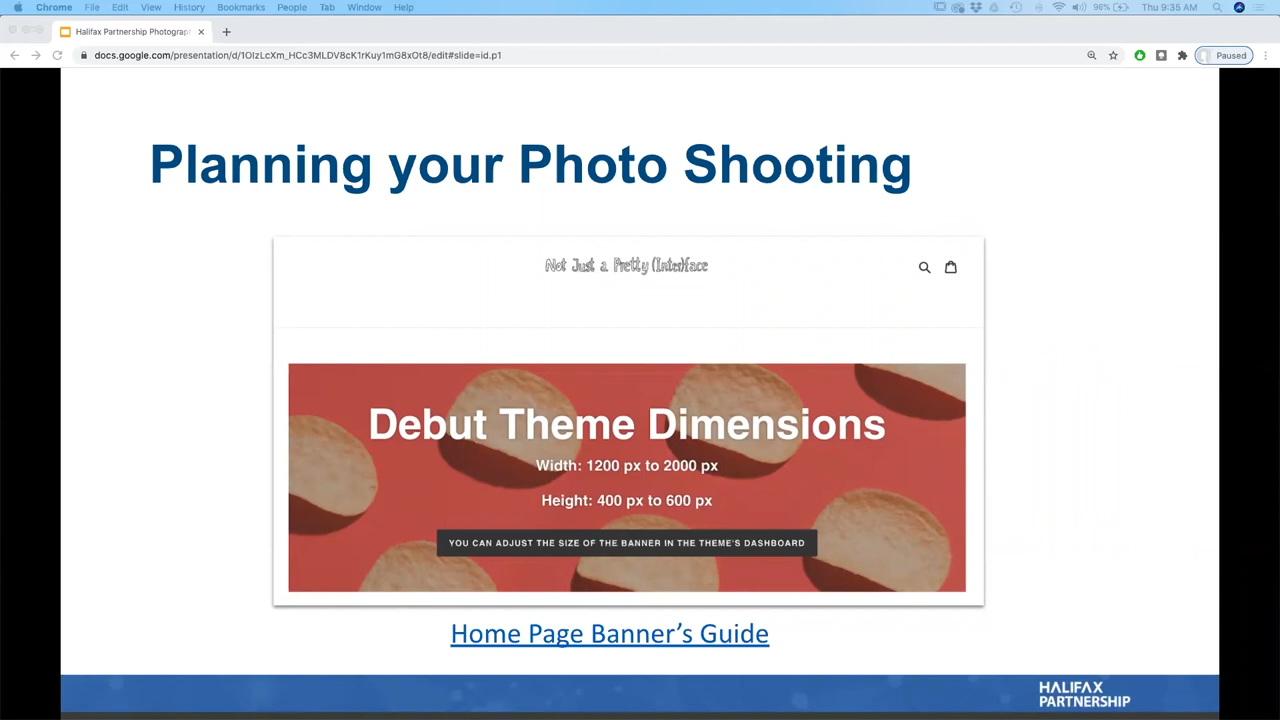 Chrome File Edit View History Bookmarks People Tab Window Help 96% Thu 9:35 AM
Halifax Partnership Photograp
docs.google.com/presentation/d/1OIzLcXm_HCc3MLDV8cK1rKuy1mG8xOt8/edit#slide=id.p1 Paused
Planning your Photo Shooting
Not Just a Pretty (Inter)face
Debut Theme Dimensions
Width: 1200 px to 2000 px
Height: 400 px to 600 px
YOU CAN ADJUST THE SIZE OF THE BANNER IN THE THEME'S DASHBOARD
Home Page Banner’s Guide
HALIFAX
PARTNERSHIP